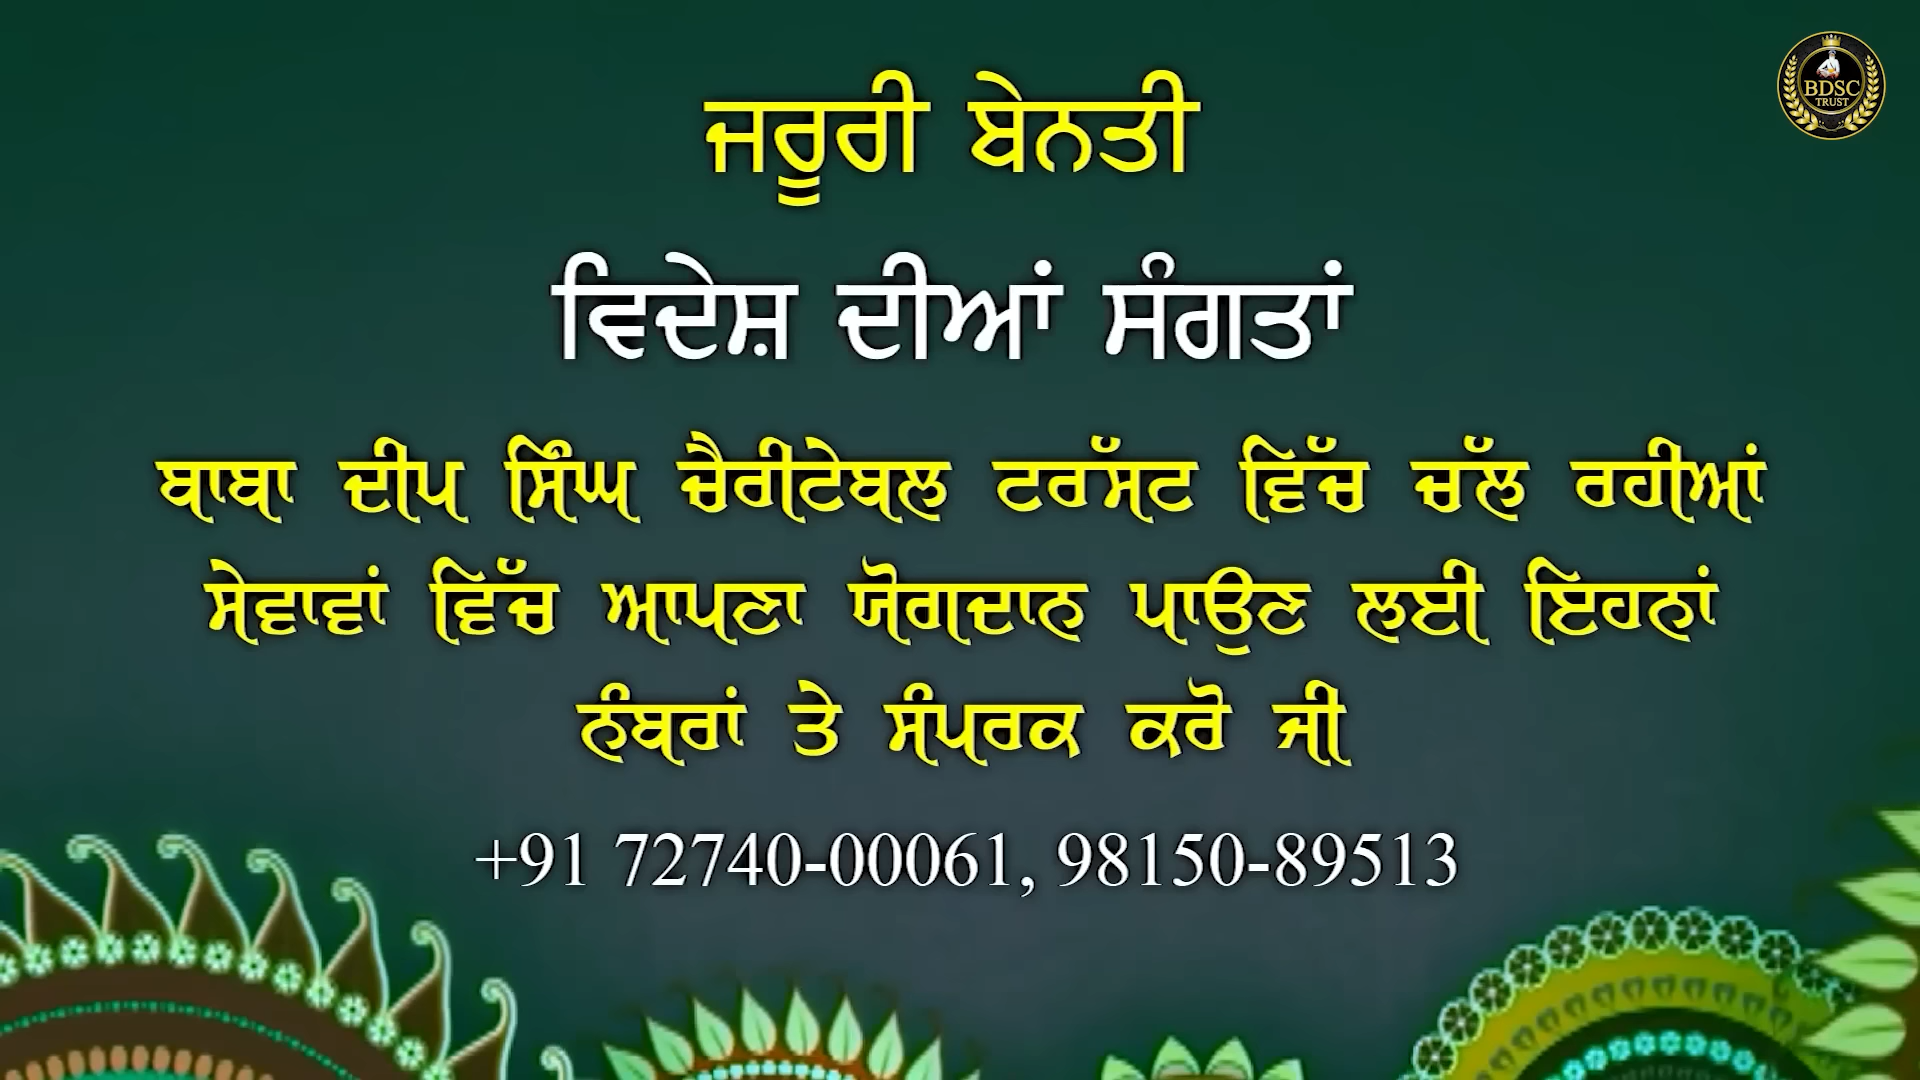 BDSC
TRUST
ਜਰੂਰੀ ਬੇਨਤੀ
ਵਿਦੇਸ਼ ਦੀਆਂ ਸੰਗਤਾਂ
ਬਾਬਾ ਦੀਪ ਸਿੰਘ ਚੈਰੀਟੇਬਲ ਟਰੱਸਟ ਵਿੱਚ ਚੱਲ ਰਹੀਆਂ
ਸੇਵਾਵਾਂ ਵਿੱਚ ਆਪਣਾ ਯੋਗਦਾਨ ਪਾਉਣ ਲਈ ਇਹਨਾਂ
ਨੰਬਰਾਂ ਤੇ ਸੰਪਰਕ ਕਰੋ ਜੀ
+91 72740-00061, 98150-89513